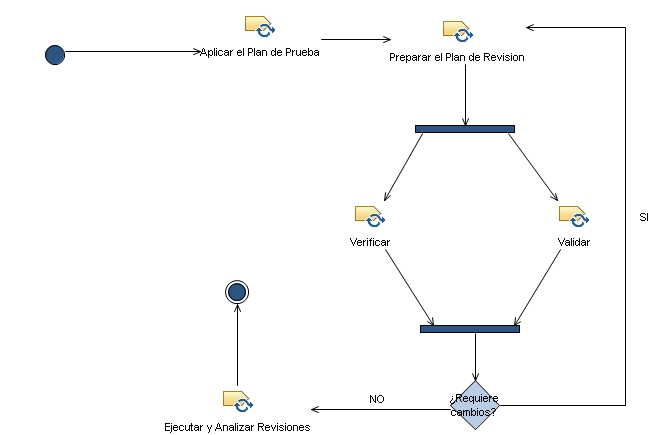 Aplicar el Plan de Prueba
Preparar el Plan de Revision
Verificar
Validar
SI
¿Requiere
cambios?
NO
Ejecutar y Analizar Revisiones